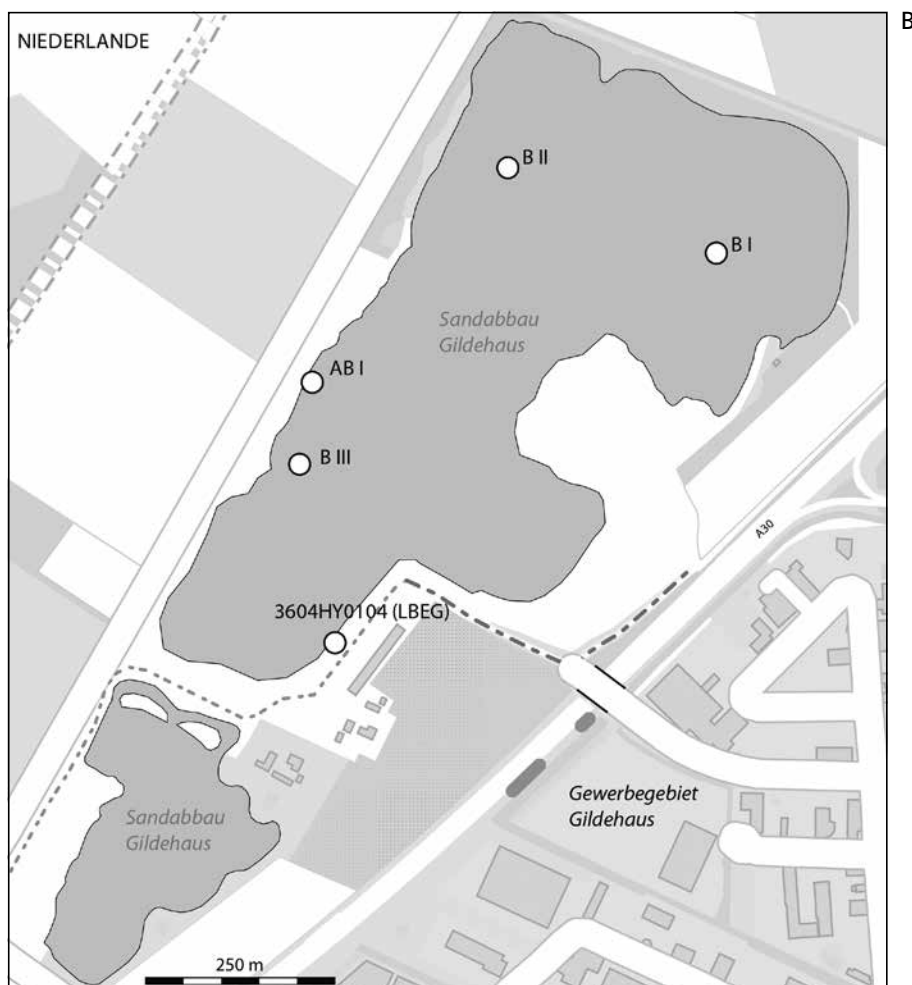 B
NIEDERLANDE
B II
B I
Sandabbau
Gildehaus
AB I
B III
A30
3604HY0104 (LBEG)
Sandabbau
Gildehaus
Gewerbegebiet
Gildehaus
250 m